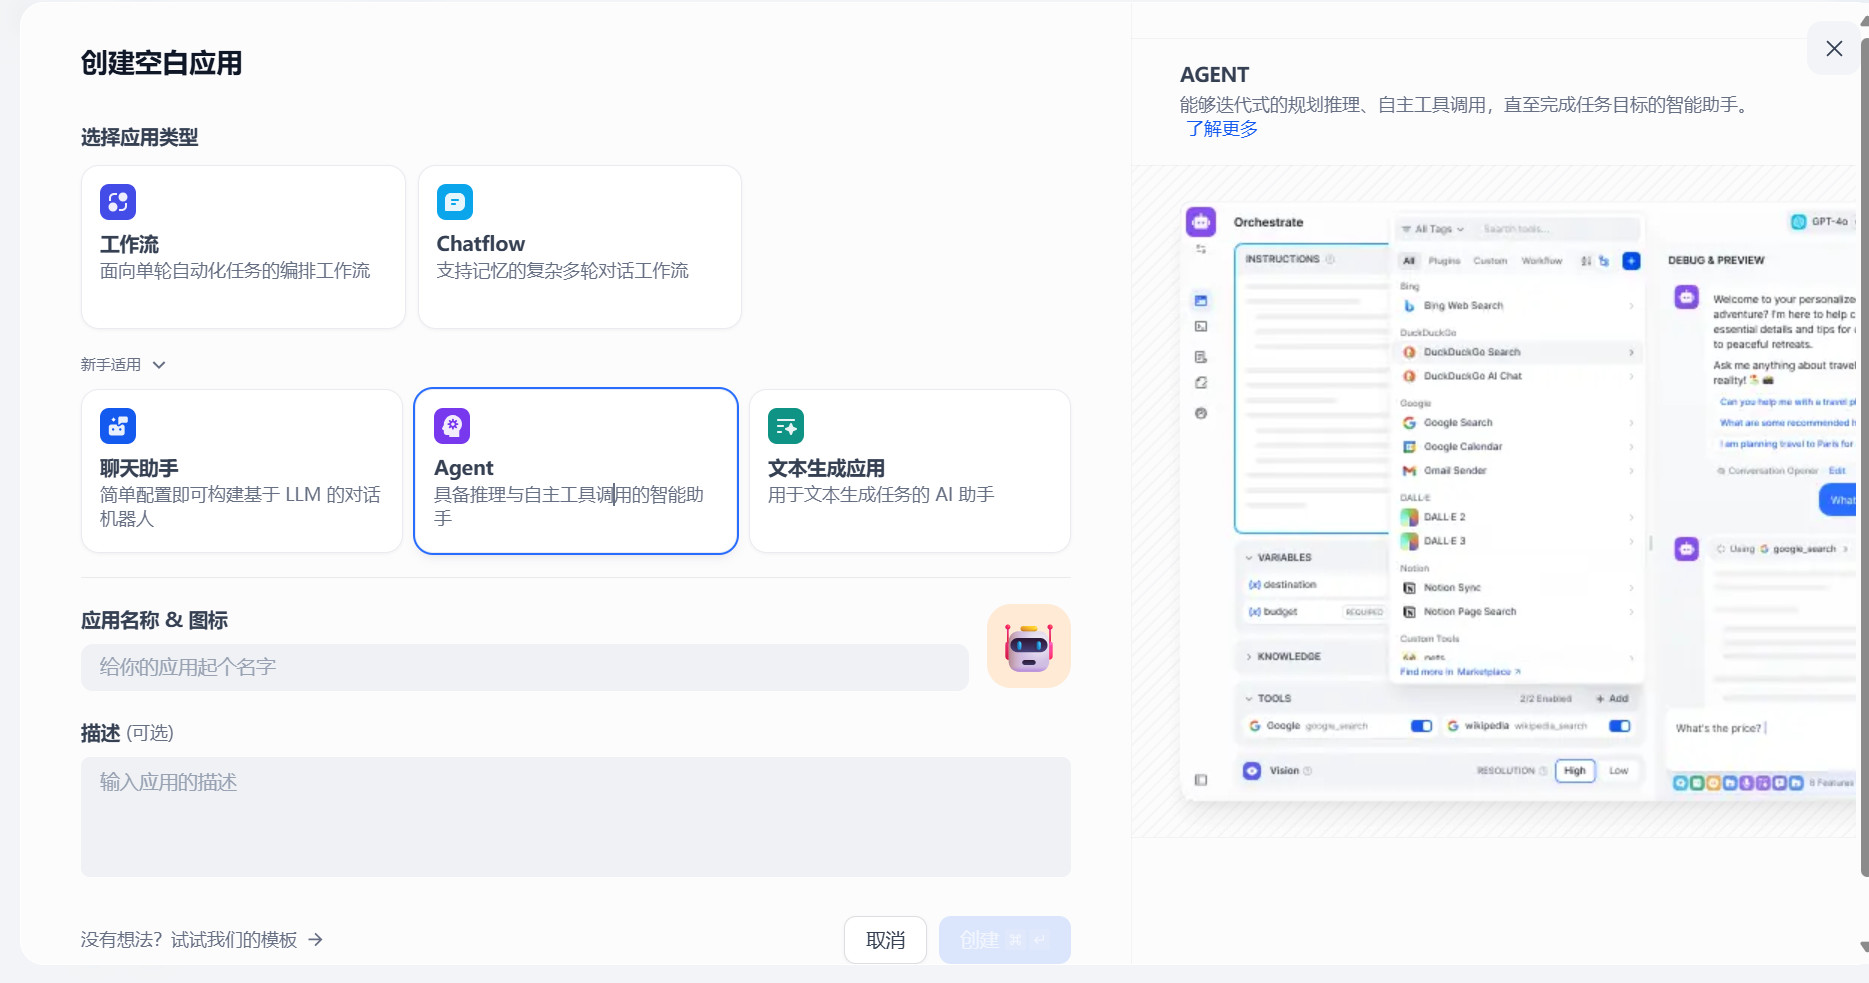 创建空白应用
选择应用类型
工作流
面向单轮自动化任务的编排工作流
Chatflow
支持记忆的复杂多轮对话工作流
新手适用
聊天助手
简单配置即可构建基于 LLM 的对话
机器人
Agent
具备推理与自主工具调用的智能助
手
文本生成应用
用于文本生成任务的 AI 助手
应用名称 & 图标
给你的应用起个名字
描述 (可选)
输入应用的描述
没有想法？试试我们的模板 →
取消
创建 ⌘ ↵
AGENT
能够迭代式的规划推理、自主工具调用，直至完成任务目标的智能助手。
了解更多
Orchestrate
INSTRUCTIONS
VARIABLES
{x} destination
{x} budget REQUIRED
KNOWLEDGE
TOOLS 2/2 Enabled + Add
Google google_search
wikipedia wikipedia_search
Vision RESOLUTION High Low
All Tags Search tools...
All Plugins Custom Workflow
Bing
Bing Web Search
DuckDuckGo
DuckDuckGo Search
DuckDuckGo AI Chat
Google
Google Search
Google Calendar
Gmail Sender
DALL·E
DALL·E 2
DALL·E 3
Notion
Notion Sync
Notion Page Search
Custom Tools
Find more in Marketplace ↗
GPT-4o
DEBUG & PREVIEW
Welcome to your personalize
adventure? I'm here to help c
essential details and tips for
to peaceful retreats.
Ask me anything about travel
reality!
Can you help me with a travel pl
What are some recommended h
I am planning travel to Paris for
Conversation Opener Edit
What
Using google_search
What's the price?
8 Features